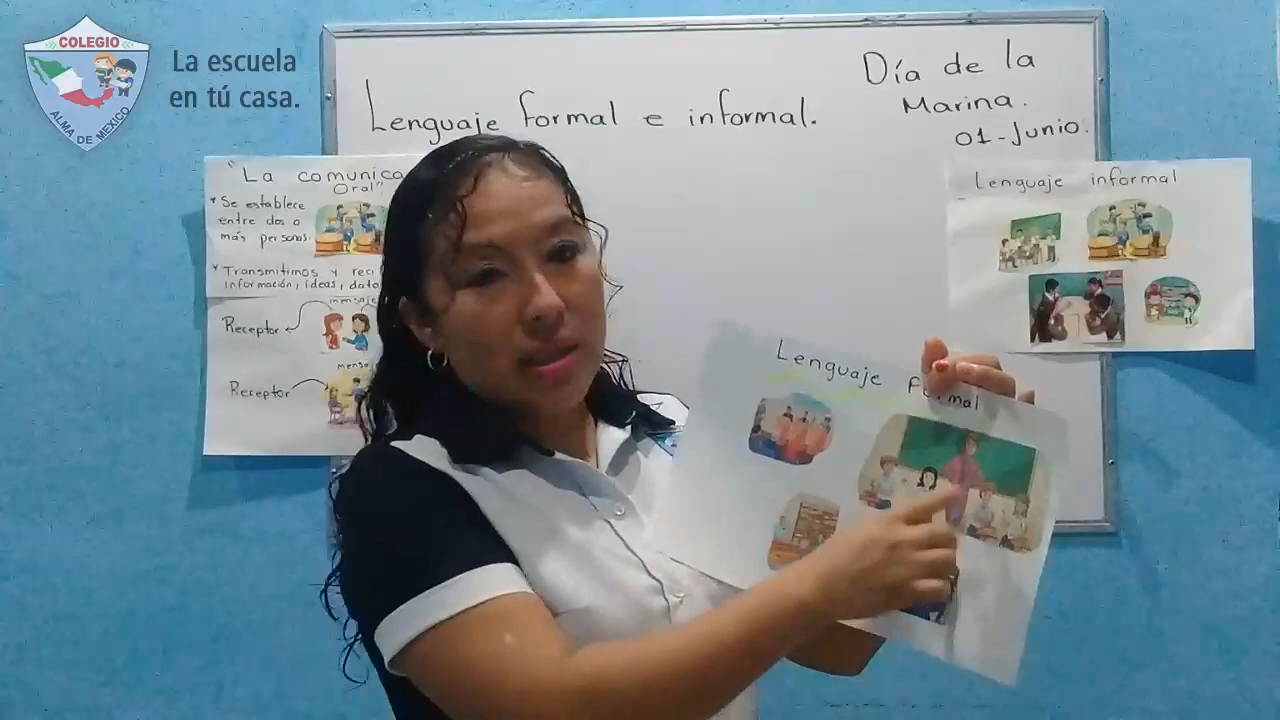 COLEGIO
ALMA DE MEXICO
La escuela
en tú casa.
Lenguaje formal e informal.
Día de la
Marina.
01-Junio.
"La comunica
Oral"
* Se establece
entre dos o
más personas.
* Transmitimos y reci
información, ideas, dato
mensaje
Receptor
mensa
Receptor
Lenguaje informal
Lenguaje formal